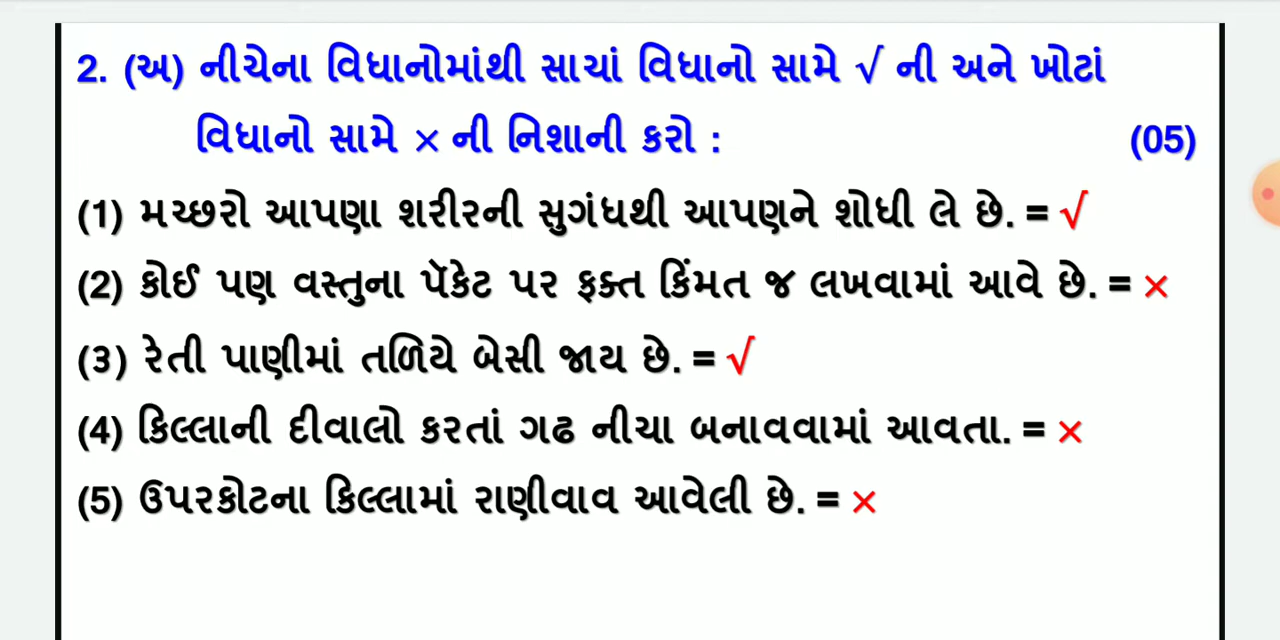 2. (અ) નીચેના વિધાનોમાંથી સાચાં વિધાનો સામે √ ની અને ખોટાં
વિધાનો સામે × ની નિશાની કરો : (05)
(1) મચ્છરો આપણા શરીરની સુગંધથી આપણને શોધી લે છે. = √
(2) કોઈ પણ વસ્તુના પૅકેટ પર ફક્ત કિંમત જ લખવામાં આવે છે. = ×
(૩) રેતી પાણીમાં તળિયે બેસી જાય છે. = √
(4) કિલ્લાની દીવાલો કરતાં ગઢ નીચા બનાવવામાં આવતા. = ×
(5) ઉપરકોટના કિલ્લામાં રાણીવાવ આવેલી છે. = ×